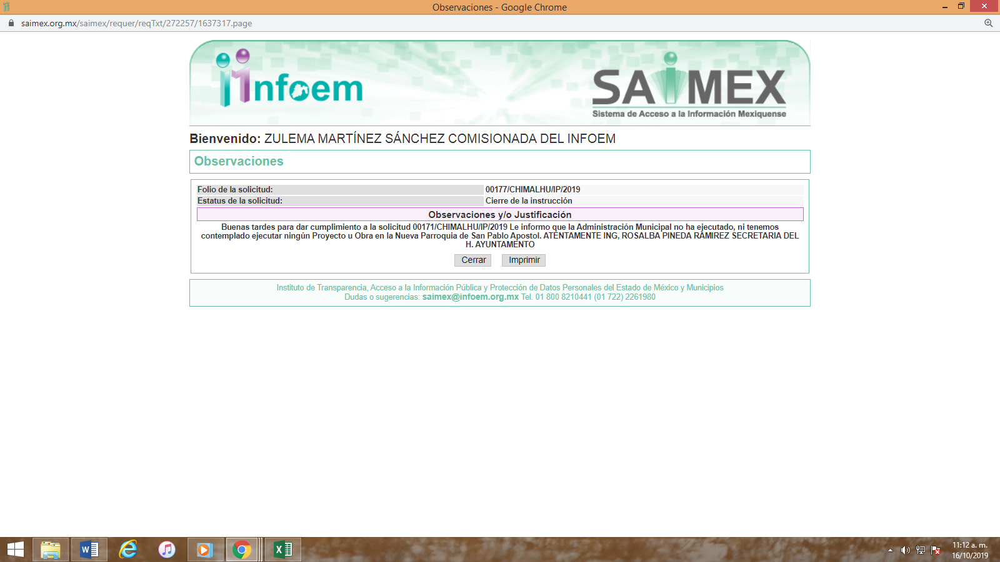 Observaciones - Google Chrome
saimex.org.mx/saimex/requer/reqTxt/272257/1637317.page
infoem
SAIMEX
Sistema de Acceso a la Información Mexiquense
Bienvenido: ZULEMA MARTÍNEZ SÁNCHEZ COMISIONADA DEL INFOEM
Observaciones
Folio de la solicitud: 00177/CHIMALHU/IP/2019
Estatus de la solicitud: Cierre de la instrucción
Observaciones y/o Justificación
Buenas tardes para dar cumplimiento a la solicitud 00171/CHIMALHU/IP/2019 Le informo que la Administración Municipal no ha ejecutado, ni tenemos
contemplado ejecutar ningún Proyecto u Obra en la Nueva Parroquia de San Pablo Apostol. ATENTAMENTE ING, ROSALBA PINEDA RAMIREZ SECRETARIA DEL
H. AYUNTAMENTO
Cerrar Imprimir
Instituto de Transparencia, Acceso a la Información Pública y Protección de Datos Personales del Estado de México y Municipios
Dudas o sugerencias: saimex@infoem.org.mx Tel. 01 800 8210441 (01 722) 2261980
11:12 a. m.
16/10/2019